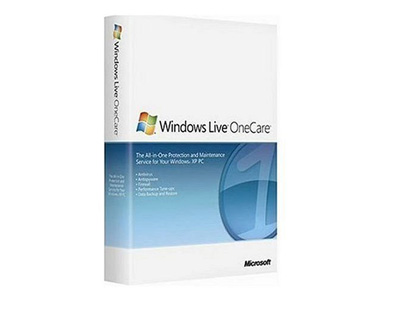 Windows Live OneCare
The All-in-One Protection and Maintenance
Service for Your Windows XP PC
• Antivirus
• Antispyware
• Firewall
• Performance Tune-ups
• Data Backup and Restore
1
Microsoft
Windows Live OneCare